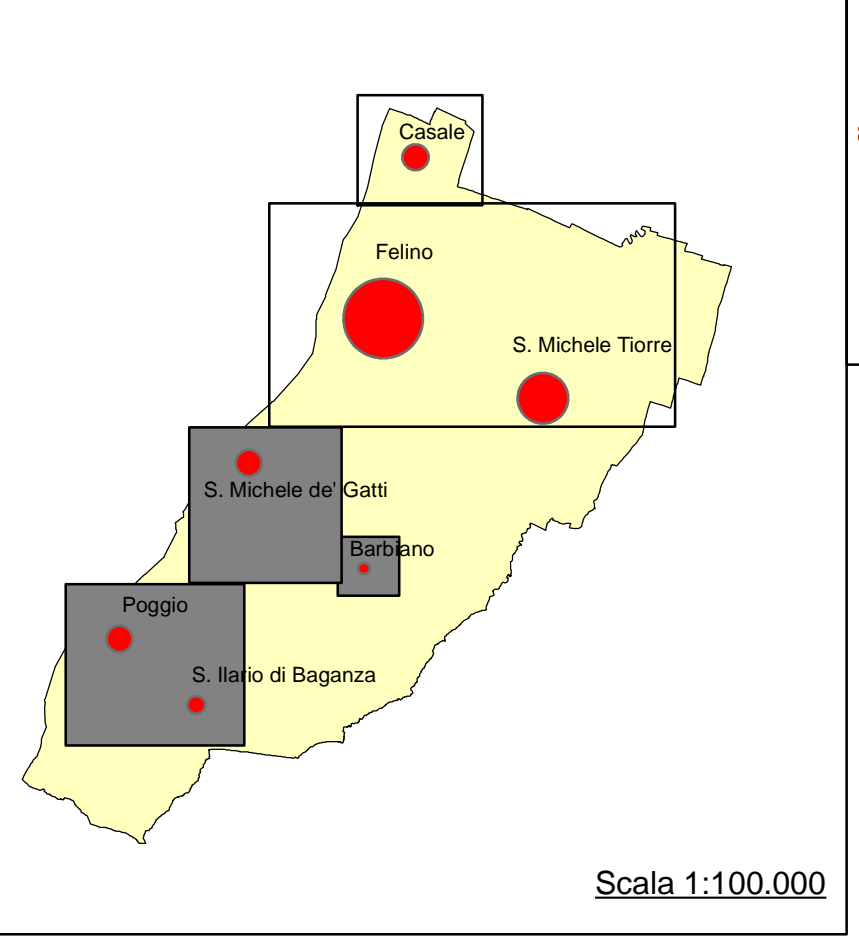 Casale
Felino
S. Michele Tiorre
S. Michele de' Gatti
Barbiano
Poggio
S. Ilario di Baganza
Scala 1:100.000